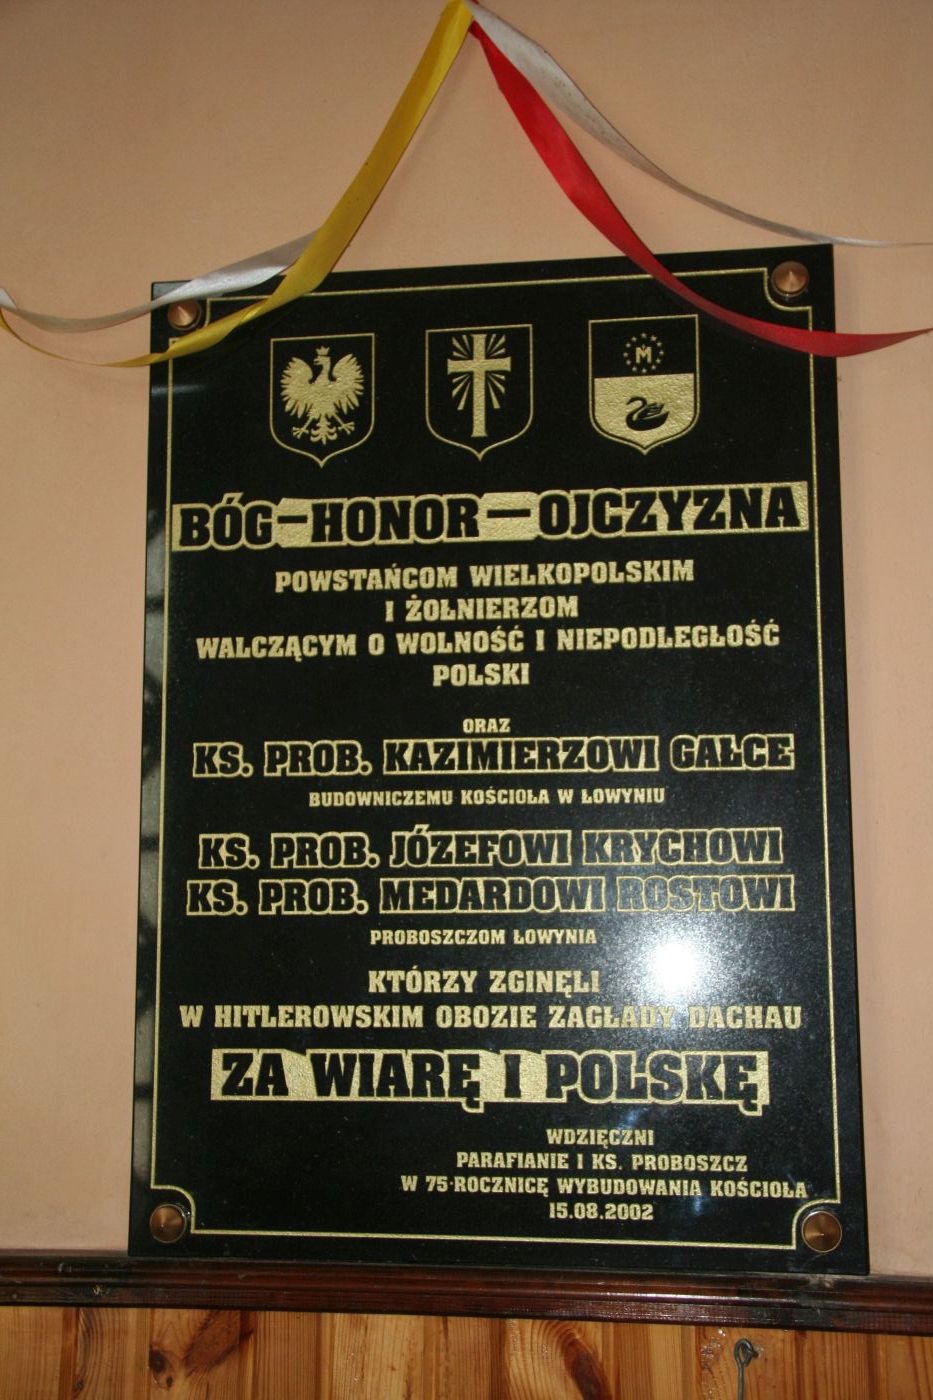 M
BÓG-HONOR-OJCZYZNA
POWSTAŃCOM WIELKOPOLSKIM
I ŻOŁNIERZOM
WALCZĄCYM O WOLNOŚĆ I NIEPODLEGŁOŚĆ
POLSKI
ORAZ
KS. PROB. KAZIMIERZOWI GAŁCE
BUDOWNICZEMU KOŚCIOŁA W ŁOWYNIU
KS. PROB. JÓZEFOWI KRYCHOWI
KS. PROB. MEDARDOWI ROSTOWI
PROBOSZCZOM ŁOWYNIA
KTÓRZY ZGINĘLI
W HITLEROWSKIM OBOZIE ZAGŁADY DACHAU
ZA WIARĘ I POLSKĘ
WDZIĘCZNI
PARAFIANIE I KS. PROBOSZCZ
W 75-ROCZNICĘ WYBUDOWANIA KOŚCIOŁA
15.08.2002